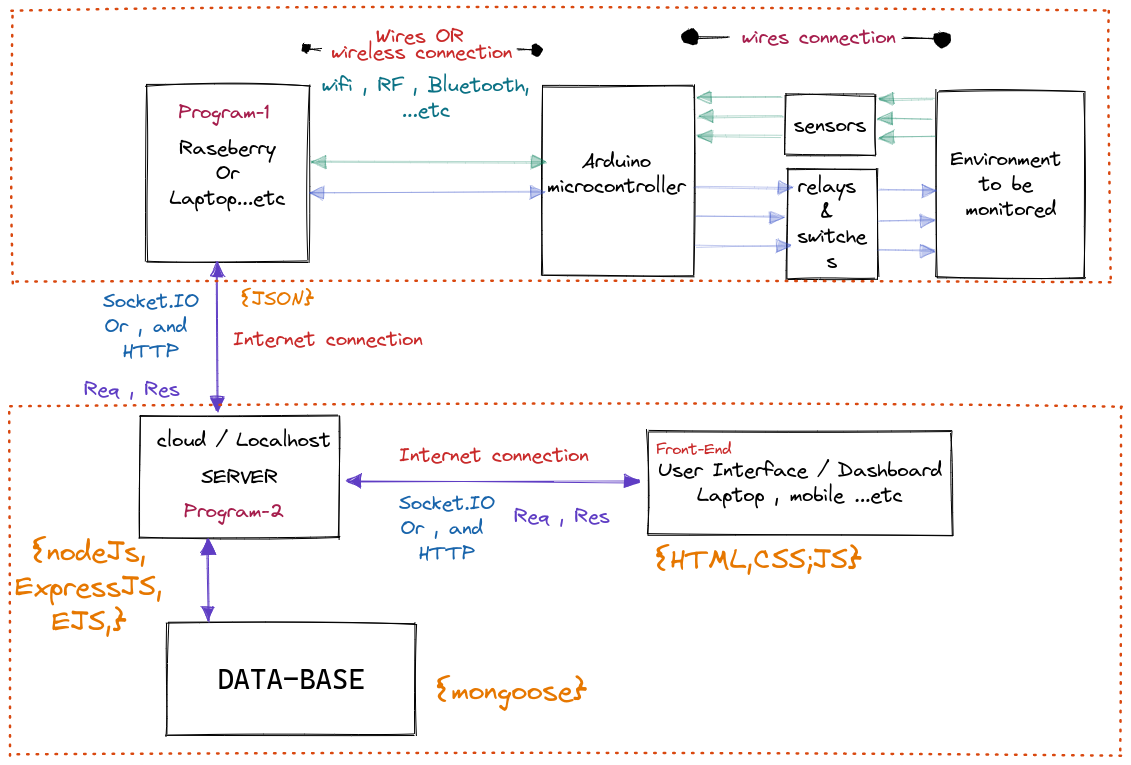 Wires OR
wireless connection
wires connection
wifi , RF , Bluetooth,
...etc
Program-1
Raseberry
Or
Laptop...etc
Arduino
microcontroller
sensors
relays
&
switche
s
Environment
to be
monitored
Socket.IO
Or , and
HTTP
{JSON}
Internet connection
Req , Res
cloud / Localhost
SERVER
Program-2
Internet connection
Socket.IO
Or , and
HTTP
Req , Res
Front-End
User Interface / Dashboard
Laptop , mobile ...etc
{HTML,CSS;JS}
{nodeJs,
ExpressJS,
EJS,}
DATA-BASE
{mongoose}